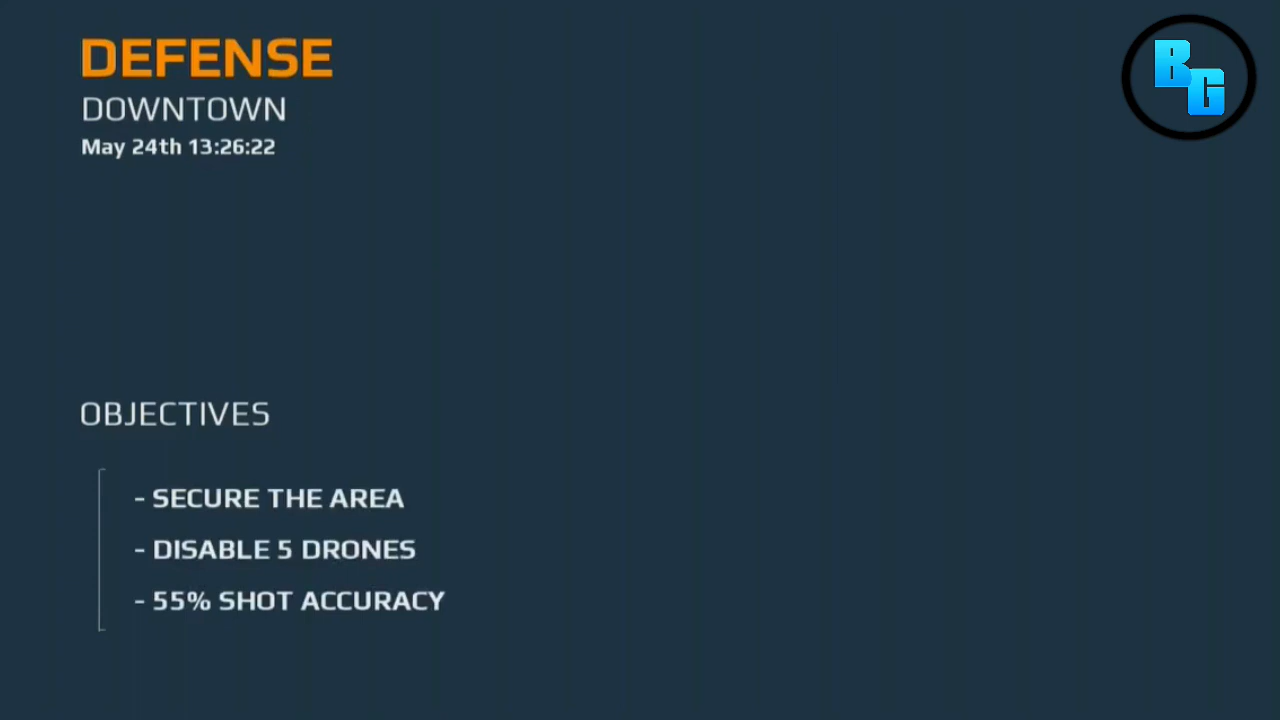 DEFENSE
DOWNTOWN
May 24th 13:26:22
BG
OBJECTIVES
- SECURE THE AREA
- DISABLE 5 DRONES
- 55% SHOT ACCURACY